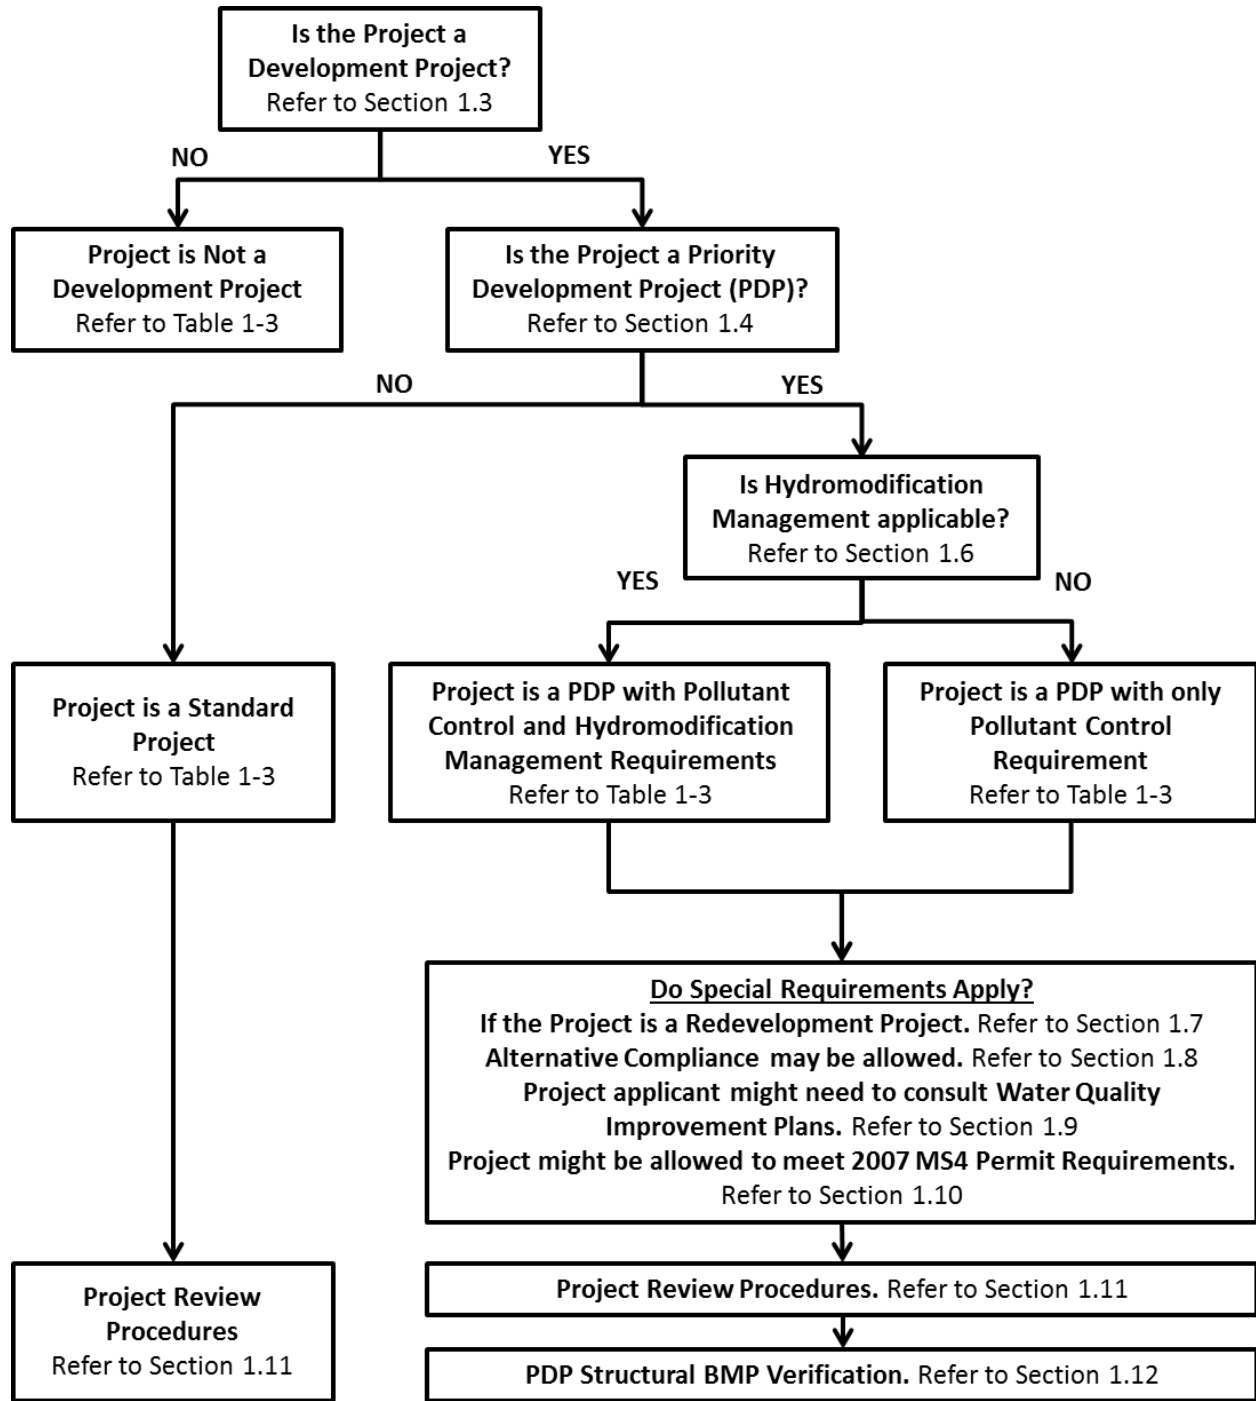 Is the Project a
Development Project?
Refer to Section 1.3
NO
YES
Project is Not a
Development Project
Refer to Table 1-3
Is the Project a Priority
Development Project (PDP)?
Refer to Section 1.4
NO
YES
Is Hydromodification
Management applicable?
Refer to Section 1.6
YES
NO
Project is a Standard
Project
Refer to Table 1-3
Project is a PDP with Pollutant
Control and Hydromodification
Management Requirements
Refer to Table 1-3
Project is a PDP with only
Pollutant Control
Requirement
Refer to Table 1-3
Do Special Requirements Apply?
If the Project is a Redevelopment Project. Refer to Section 1.7
Alternative Compliance may be allowed. Refer to Section 1.8
Project applicant might need to consult Water Quality
Improvement Plans. Refer to Section 1.9
Project might be allowed to meet 2007 MS4 Permit Requirements.
Refer to Section 1.10
Project Review
Procedures
Refer to Section 1.11
Project Review Procedures. Refer to Section 1.11
PDP Structural BMP Verification. Refer to Section 1.12